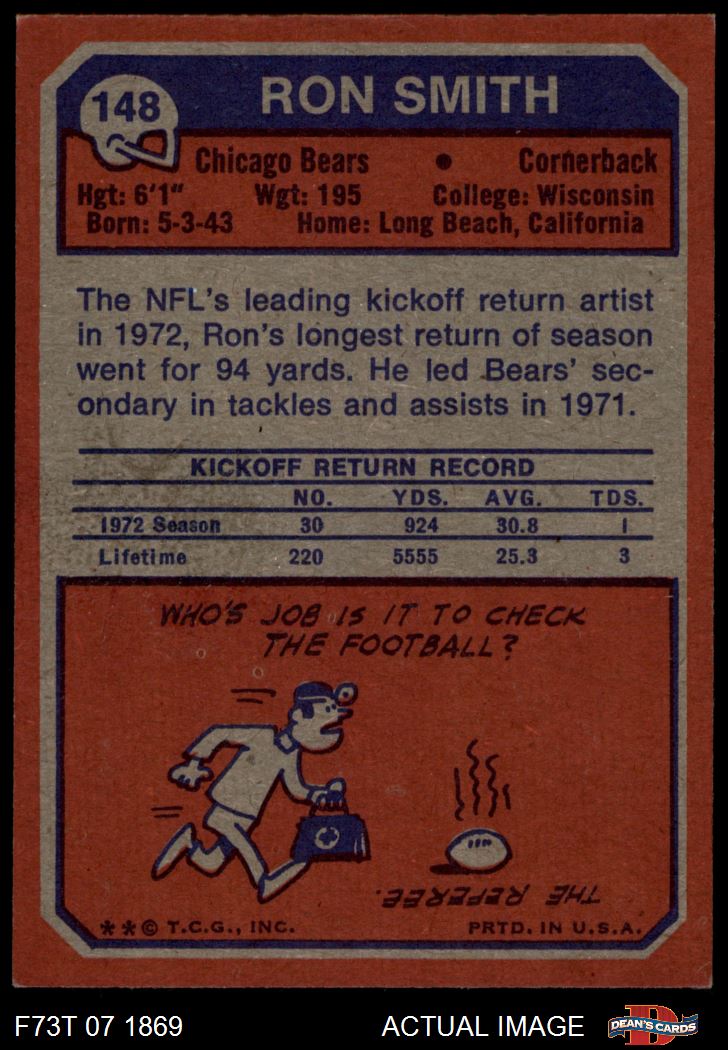 148
RON SMITH
Chicago Bears • Cornerback
Hgt: 6'1" Wgt: 195 College: Wisconsin
Born: 5-3-43 Home: Long Beach, California
The NFL's leading kickoff return artist
in 1972, Ron's longest return of season
went for 94 yards. He led Bears' sec-
ondary in tackles and assists in 1971.
KICKOFF RETURN RECORD
NO. YDS. AVG. TDS.
1972 Season 30 924 30.8 1
Lifetime 220 5555 25.3 3
WHO'S JOB IS IT TO CHECK
THE FOOTBALL?
THE REFEREE.
**© T.C.G., INC. PRTD. IN U.S.A.
F73T 07 1869 ACTUAL IMAGE
D
DEAN'S CARDS